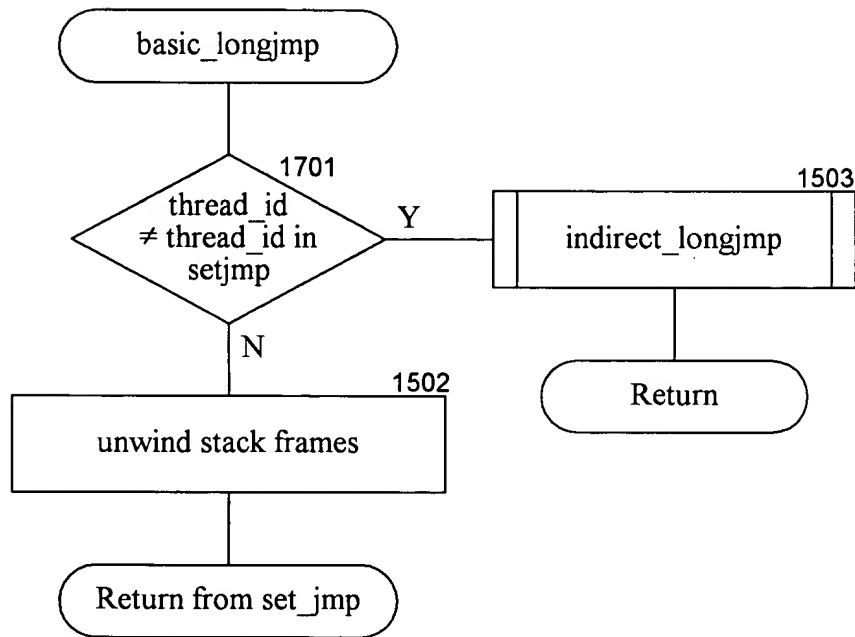 basic_longjmp
1701
thread_id
≠ thread_id in
setjmp
Y
1503
indirect_longjmp
N
Return
1502
unwind stack frames
Return from set_jmp